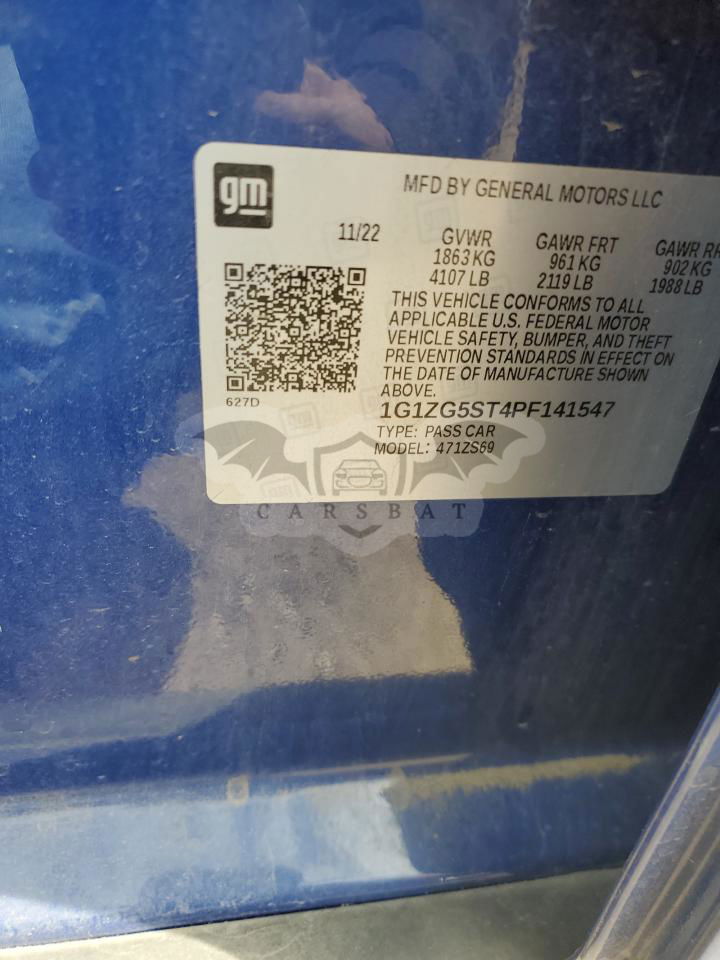 gm
MFD BY GENERAL MOTORS LLC
11/22 GVWR GAWR FRT GAWR RR
1863 KG 961 KG 902 KG
4107 LB 2119 LB 1988 LB
THIS VEHICLE CONFORMS TO ALL
APPLICABLE U.S. FEDERAL MOTOR
VEHICLE SAFETY, BUMPER, AND THEFT
PREVENTION STANDARDS IN EFFECT ON
THE DATE OF MANUFACTURE SHOWN
ABOVE.
627D
1G1ZG5ST4PF141547
TYPE: PASS CAR
MODEL: 471ZS69
CARSBAT